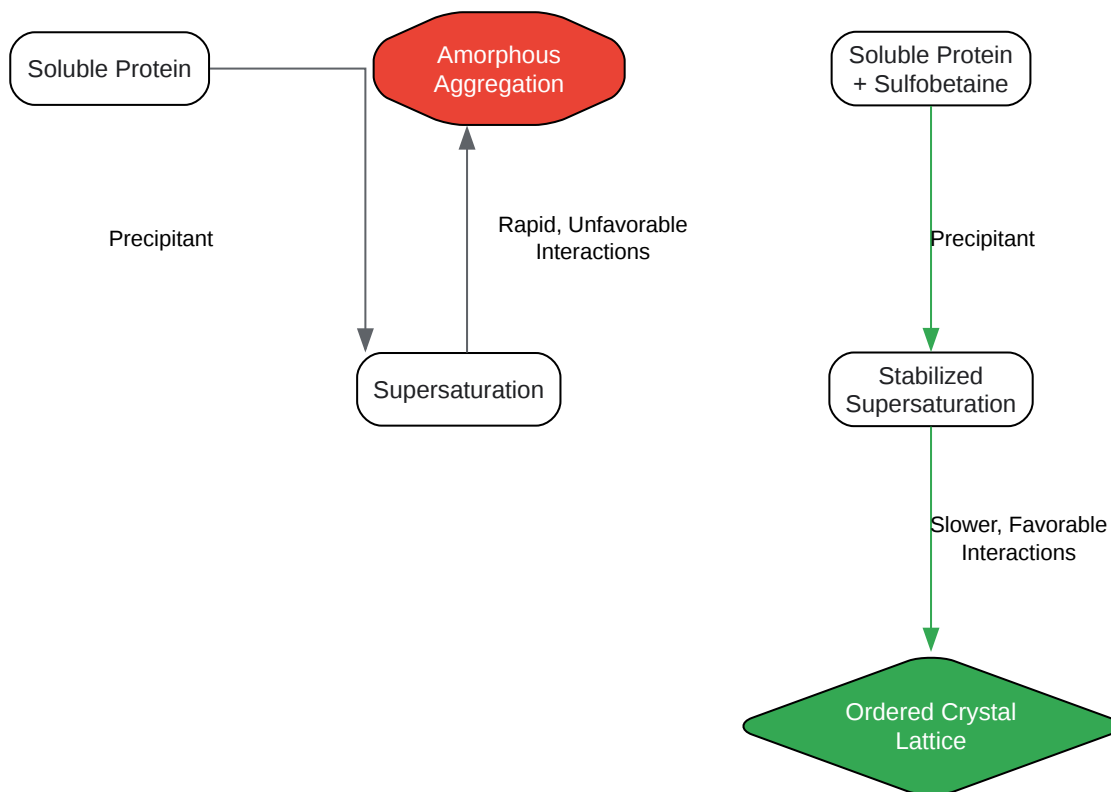 Soluble Protein
Amorphous
Aggregation
Soluble Protein
+ Sulfobetaine
Precipitant
Rapid, Unfavorable
Interactions
Precipitant
Supersaturation
Stabilized
Supersaturation
Slower, Favorable
Interactions
Ordered Crystal
Lattice